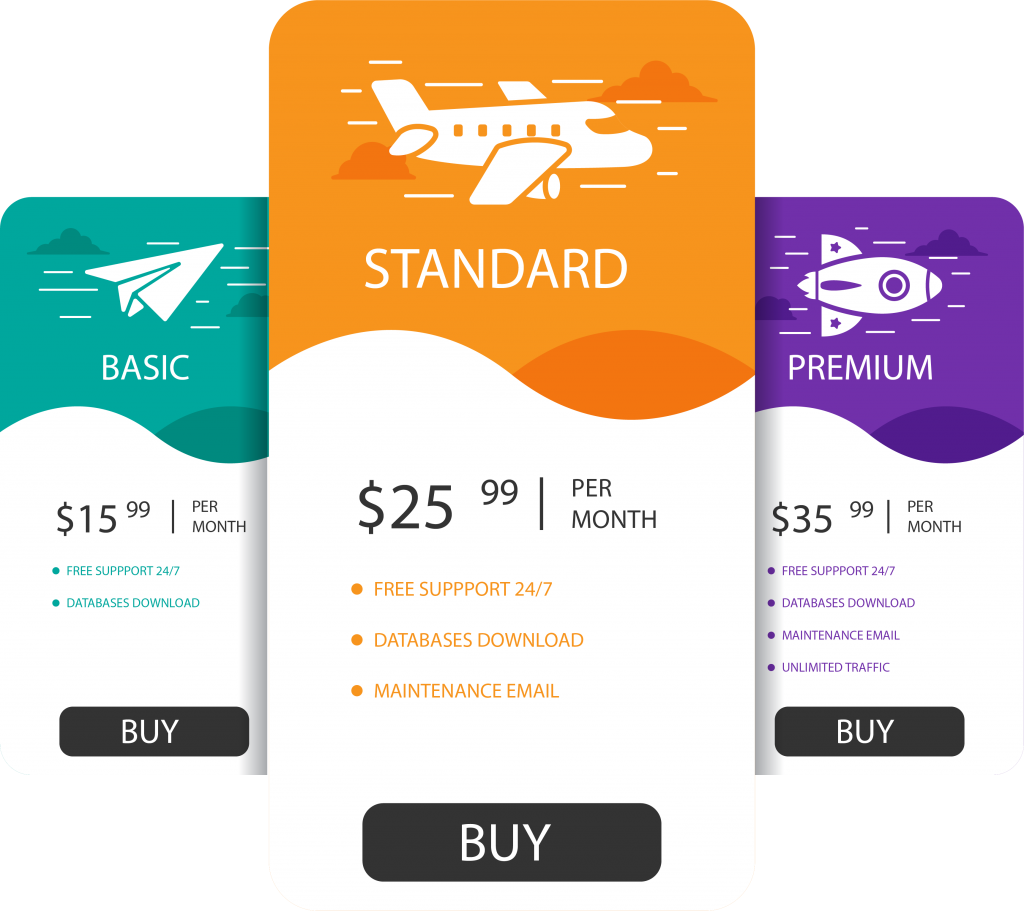 BASIC
$15 99 | PER
MONTH
FREE SUPPPORT 24/7
DATABASES DOWNLOAD
BUY
STANDARD
$25 99 | PER
MONTH
FREE SUPPPORT 24/7
DATABASES DOWNLOAD
MAINTENANCE EMAIL
BUY
PREMIUM
$35 99 | PER
MONTH
FREE SUPPPORT 24/7
DATABASES DOWNLOAD
MAINTENANCE EMAIL
UNLIMITED TRAFFIC
BUY